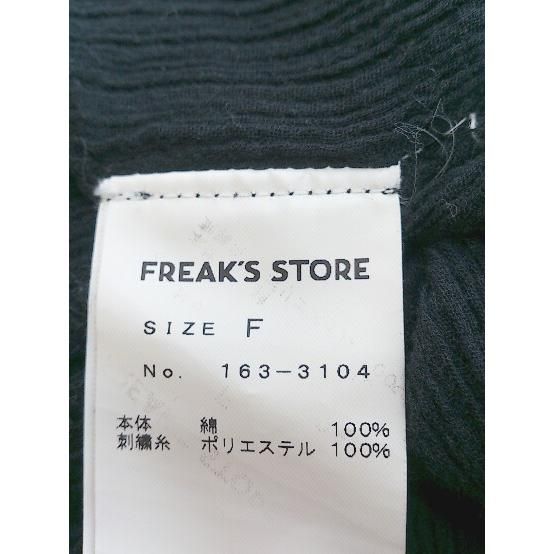 FREAK'S STORE
SIZE F
No. 163-3104
本体 綿 100%
刺繍糸 ポリエステル 100%